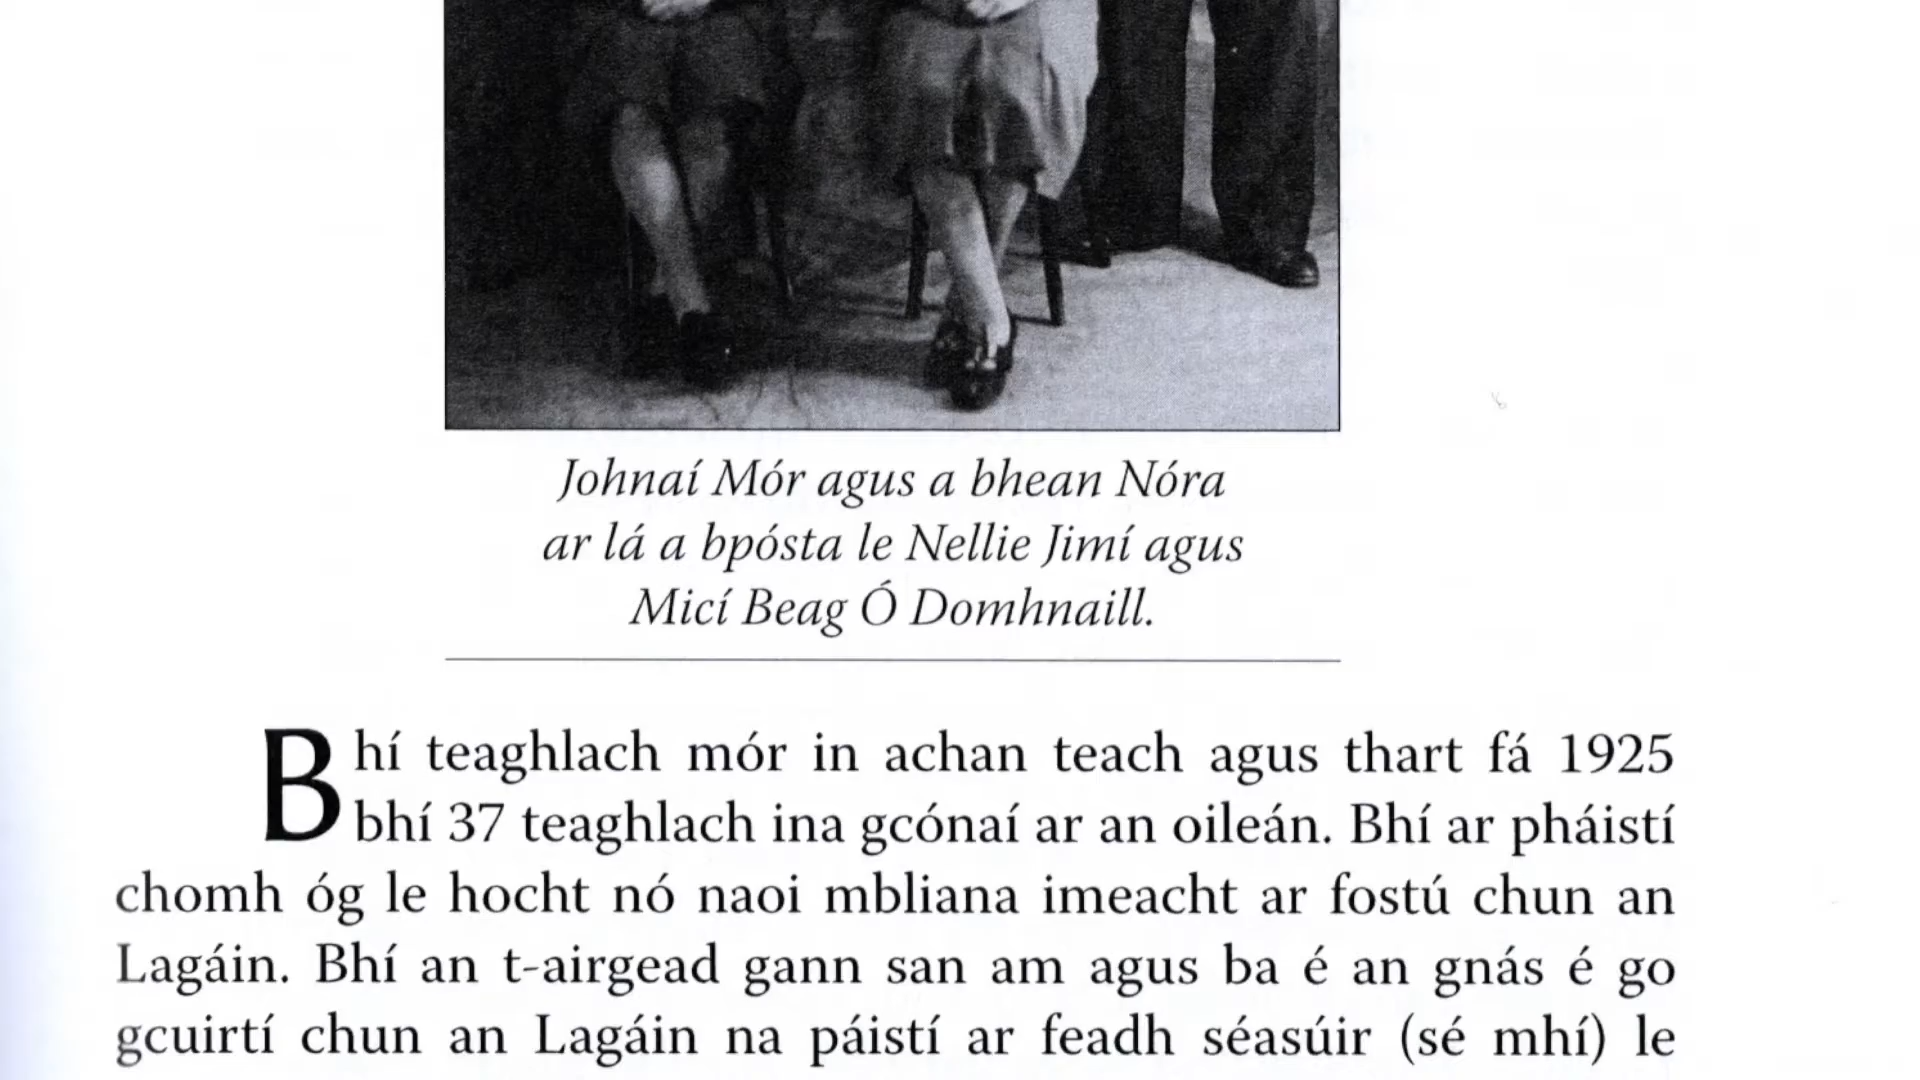 Johnaí Mór agus a bhean Nóra
ar lá a bpósta le Nellie Jimí agus
Micí Beag Ó Domhnaill.
Bhí teaghlach mór in achan teach agus thart fá 1925
bhí 37 teaghlach ina gcónaí ar an oileán. Bhí ar pháistí
chomh óg le hocht nó naoi mbliana imeacht ar fostú chun an
Lagáin. Bhí an t-airgead gann san am agus ba é an gnás é go
gcuirtí chun an Lagáin na páistí ar feadh séasúir (sé mhí) le